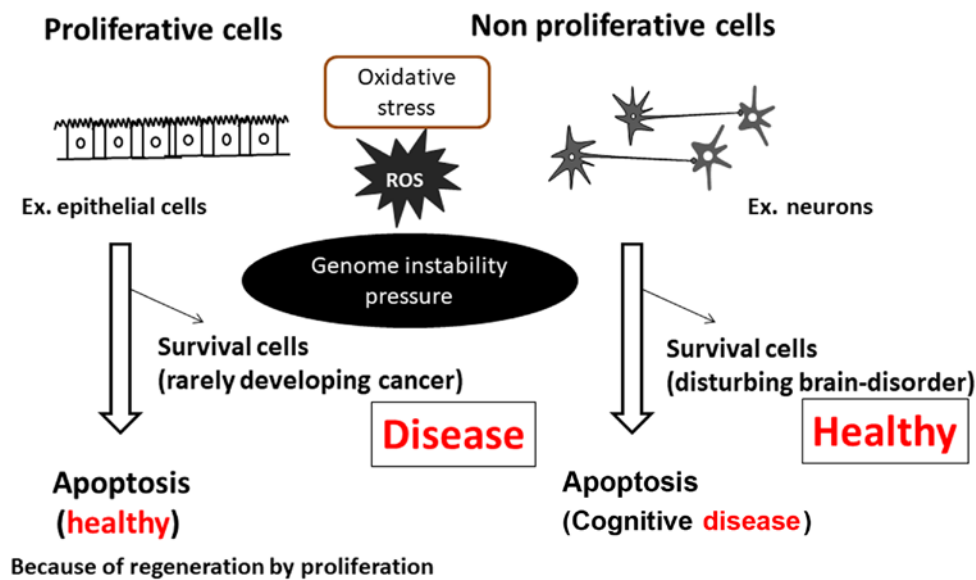 Proliferative cells
Non proliferative cells
Oxidative
stress
ROS
Ex. epithelial cells
Ex. neurons
Genome instability
pressure
Survival cells
(rarely developing cancer)
Survival cells
(disturbing brain-disorder)
Disease
Healthy
Apoptosis
(healthy)
Apoptosis
(Cognitive disease)
Because of regeneration by proliferation